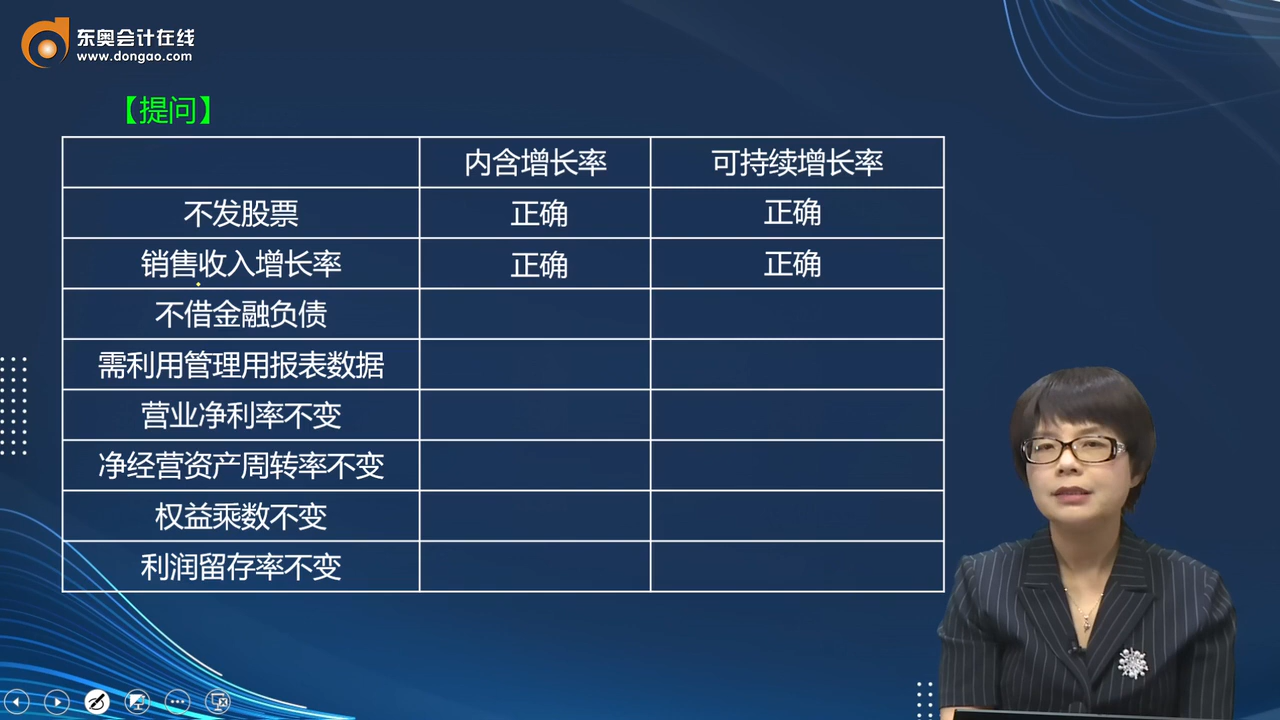 东奥会计在线
www.dongao.com
【提问】
内含增长率 可持续增长率
不发股票 正确 正确
销售收入增长率 正确 正确
不借金融负债
需利用管理用报表数据
营业净利率不变
净经营资产周转率不变
权益乘数不变
利润留存率不变